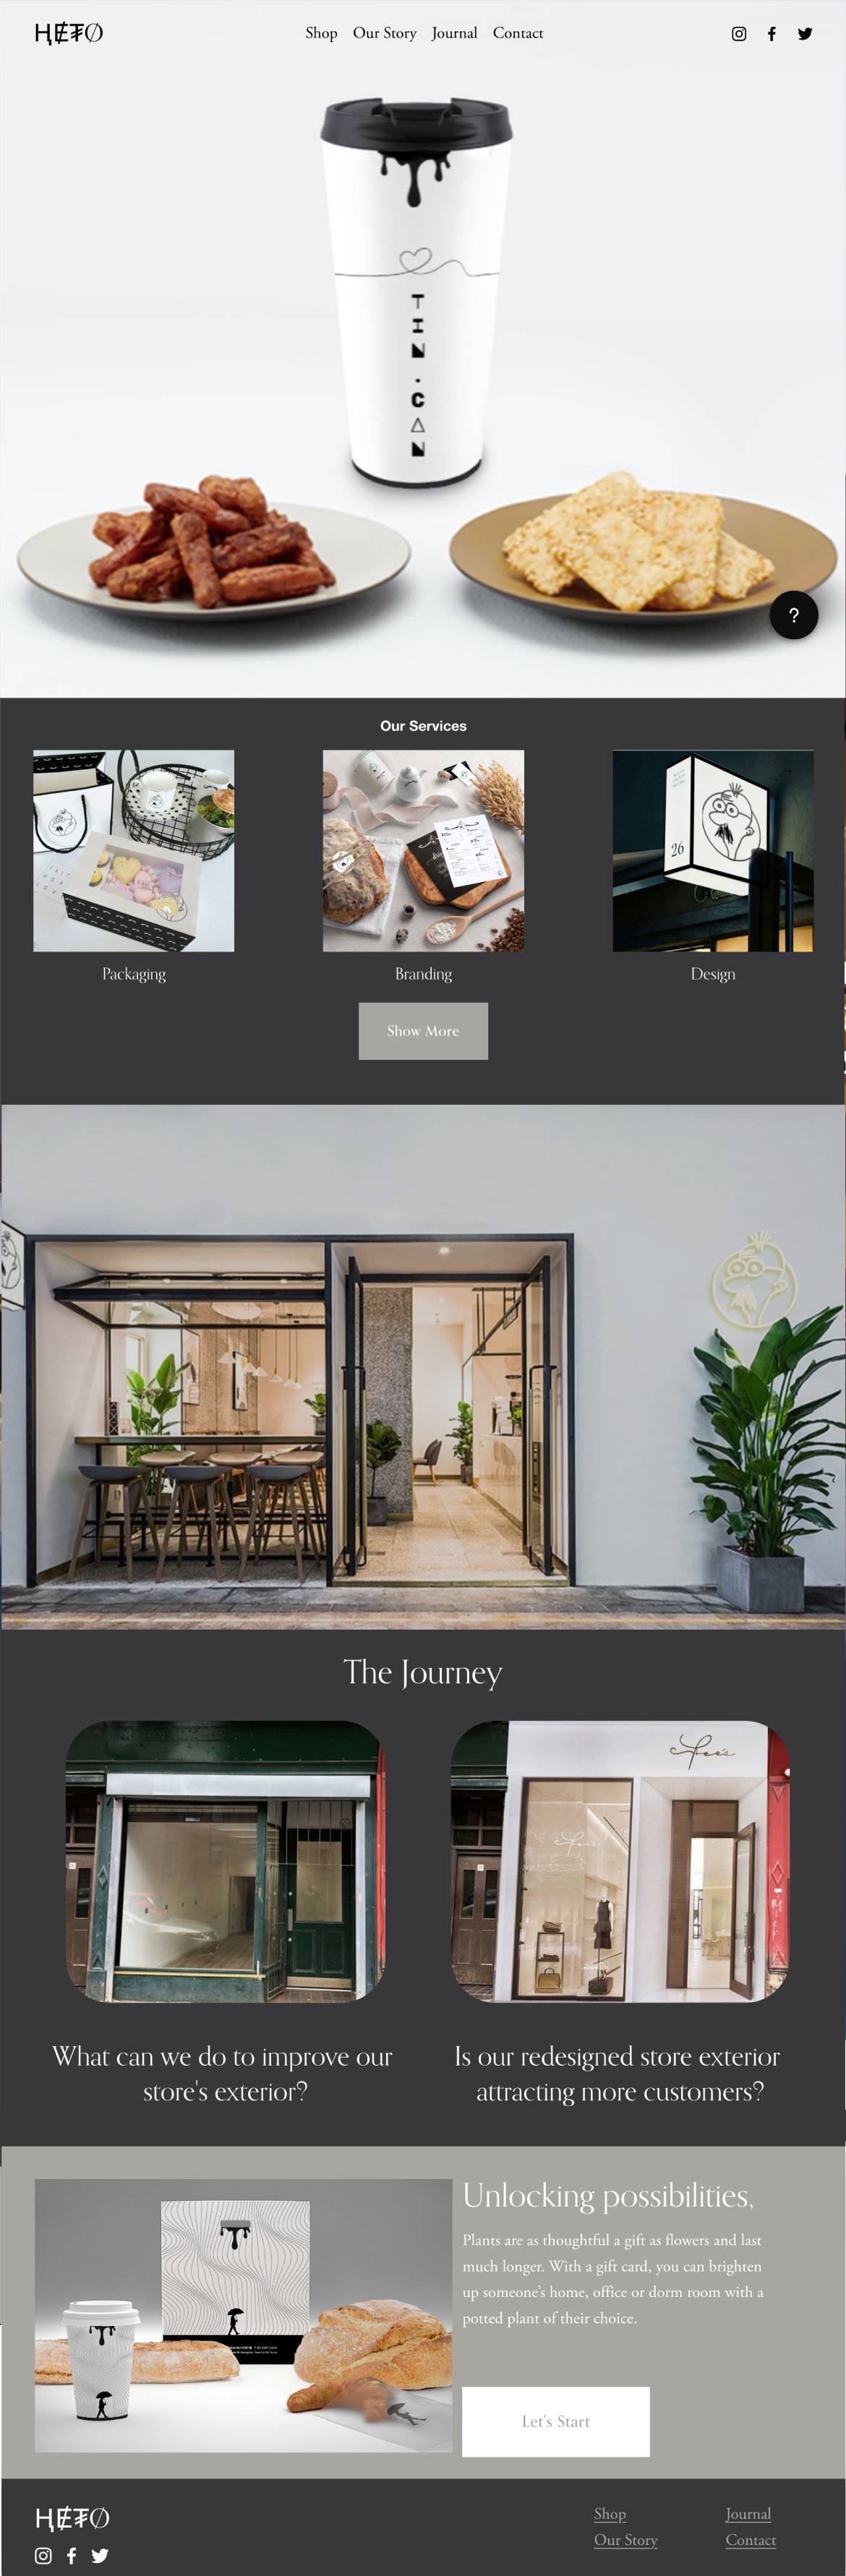 HETØ
Shop Our Story Journal Contact
TIN.CAN
?
Our Services
26
Packaging
Branding
Design
Show More
The Journey
What can we do to improve our
store's exterior?
Is our redesigned store exterior
attracting more customers?
Unlocking possibilities,
Plants are as thoughtful a gift as flowers and last
much longer. With a gift card, you can brighten
up someone’s home, office or dorm room with a
potted plant of their choice.
Let's Start
HETØ
Shop
Journal
Our Story
Contact